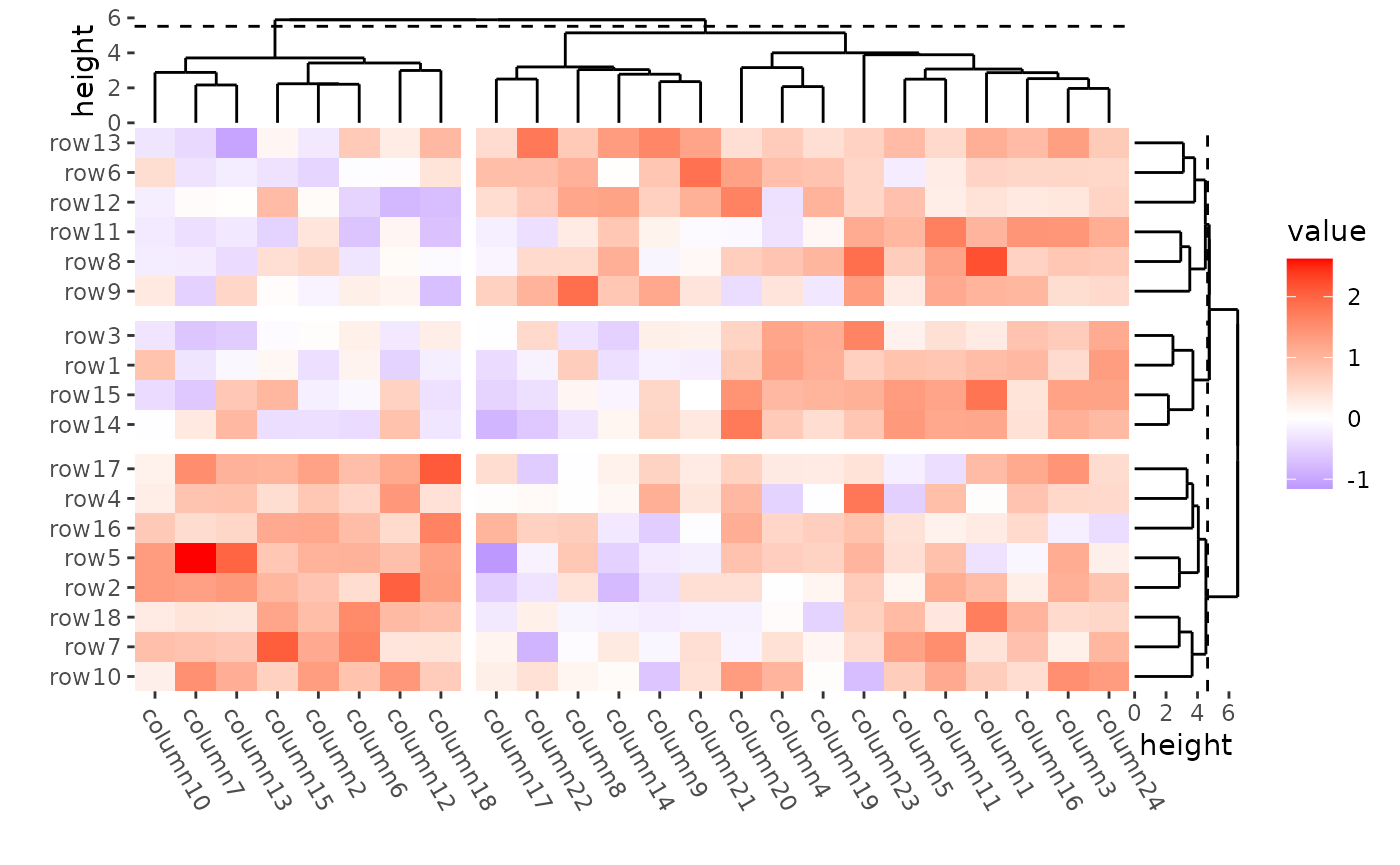 height
6
4
2
0
row13
row6
row12
row11
row8
row9
row3
row1
row15
row14
row17
row4
row16
row5
row2
row18
row7
row10
column10
column7
column13
column15
column2
column6
column12
column18
column17
column22
column8
column14
column9
column21
column20
column4
column19
column23
column5
column11
column1
column16
column3
column24
0 2 4 6
height
value
2
1
0
-1